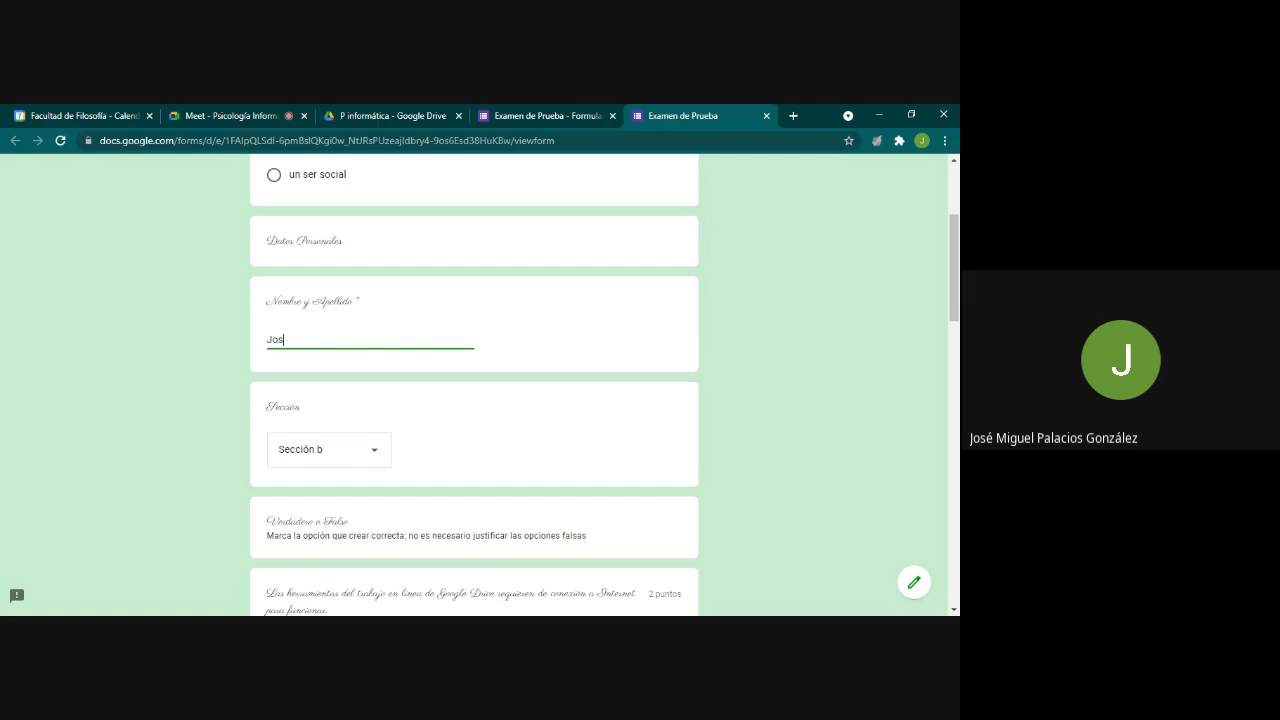 Facultad de Filosofía - Calend
Meet - Psicología Inform
P informática - Google Drive
Examen de Prueba - Formula
Examen de Prueba
docs.google.com/forms/d/e/1FAIpQLSdI-6pmBslQKgi0w_NtJRsPUzeajIdbry4-9os6Esd38HuKBw/viewform
J
un ser social
Datos Personales
Nombre y Apellido *
Jos
Sección
Sección b
Verdadero o Falso
Marca la opción que crear correcta, no es necesario justificar las opciones falsas
Las herramientas del trabajo en línea de Google Drive requieren de conexión a Internet
para funcionar.
2 puntos
J
José Miguel Palacios González